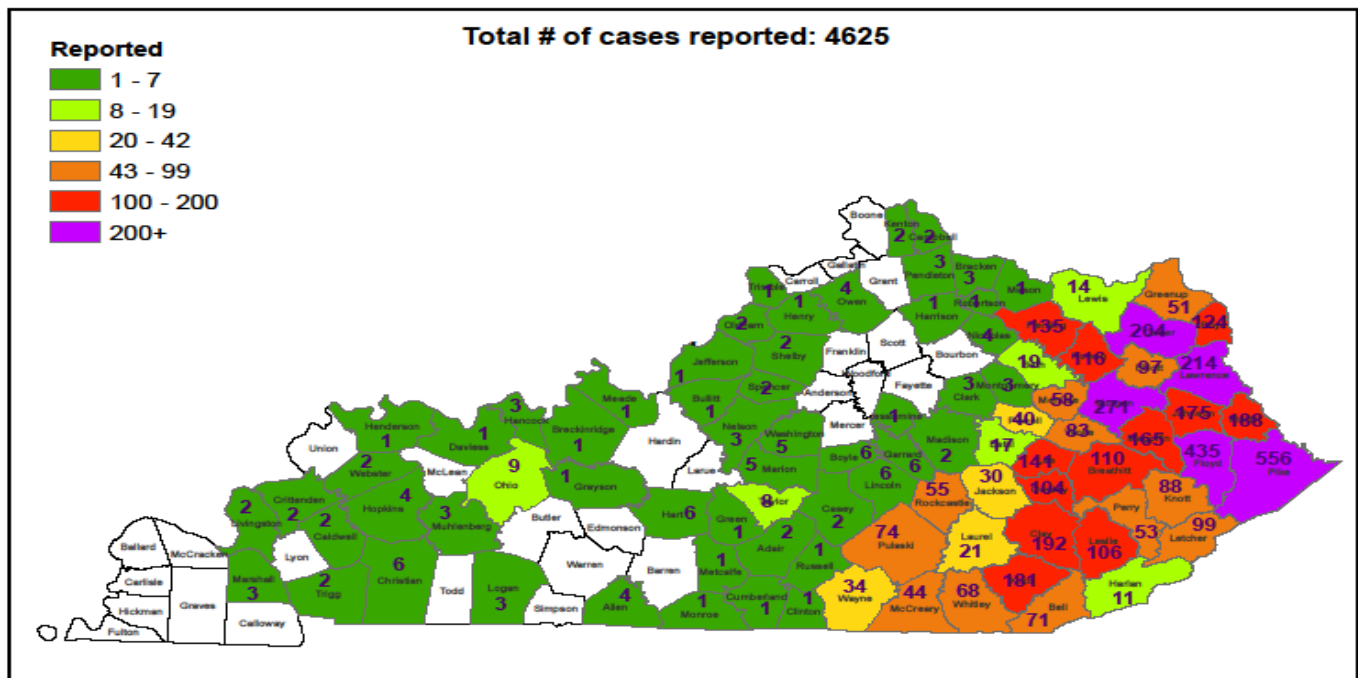 Total # of cases reported: 4625
Reported
1 - 7
8 - 19
20 - 42
43 - 99
100 - 200
200+
Boone
Kenton
2
Campbell
2
Gallatin
Carroll
Grant
3
Pendleton
Bracken
3
1
Mason
14
Lewis
Greenup
51
124
204
135
116
97
214
Lawrence
1
1
Henry
4
Owen
1
Harrison
Robertson
1
Nicholas
4
2
2
Shelby
Franklin
Scott
Bourbon
19
Jefferson
1
Spencer
2
Anderson
Woodford
Fayette
3
Clark
Montgomery
3
58
271
175
188
Bullitt
1
Meade
1
3
Hancock
Breckinridge
1
Daviess
1
Henderson
1
Union
Hardin
Nelson
3
Washington
5
Mercer
1
Madison
2
40
83
165
17
141
110
Breathitt
435
Floyd
556
Pike
Webster
2
McLean
9
Ohio
1
Grayson
Larue
5
Marion
Boyle
6
Garrard
6
6
Lincoln
30
Jackson
104
88
Knott
Perry
Crittenden
2
2
Livingston
2
Caldwell
4
Hopkins
3
Muhlenberg
Butler
Edmonson
Hart
6
Green
1
8
Casey
2
55
Rockcastle
74
Pulaski
Laurel
21
192
Leslie
106
53
99
Letcher
Lyon
2
Adair
Ballard
McCracken
6
Christian
Warren
Barren
1
Metcalfe
1
Russell
Carlisle
Marshall
3
2
Trigg
Todd
Logan
3
Simpson
4
Allen
1
Monroe
Cumberland
1
1
Clinton
34
Wayne
44
McCreary
68
Whitley
181
Bell
71
Harlan
11
Hickman
Graves
Calloway
Fulton